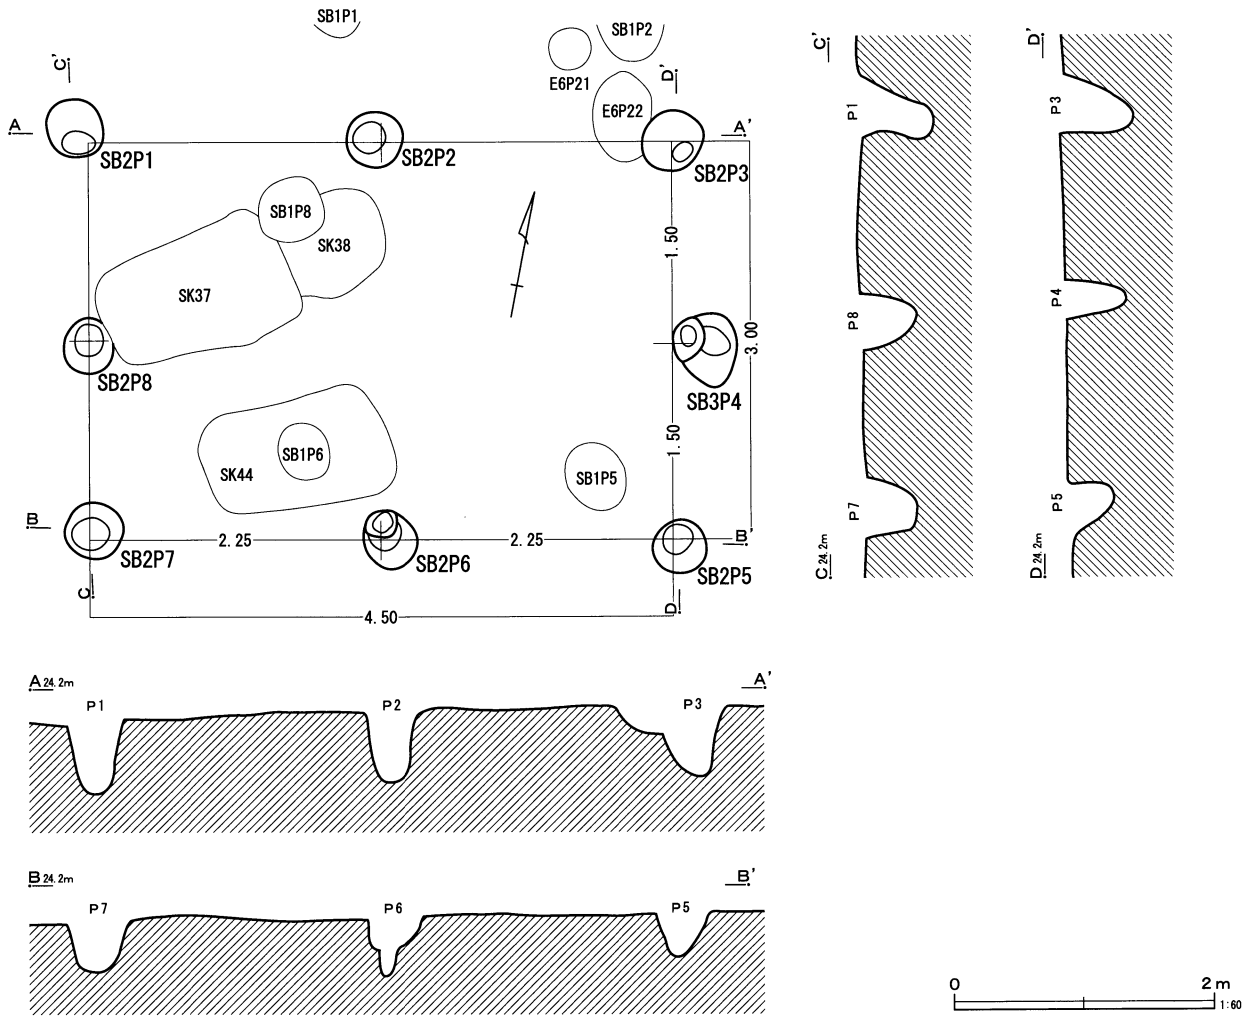 SB1P1
SB1P2
E6P21
E6P22
C'
D'
A
A'
SB2P1
SB2P2
SB2P3
SB1P8
SK38
SK37
1.50
3.00
SB2P8
SB3P4
1.50
SB1P6
SK44
SB1P5
B
B'
SB2P7
2.25
SB2P6
2.25
SB2P5
C
D
4.50
C'
P1
P8
P7
C 24.2m
D'
P3
P4
P5
D 24.2m
A 24.2m
A'
P1
P2
P3
B 24.2m
B'
P7
P6
P5
0
2m
1:60